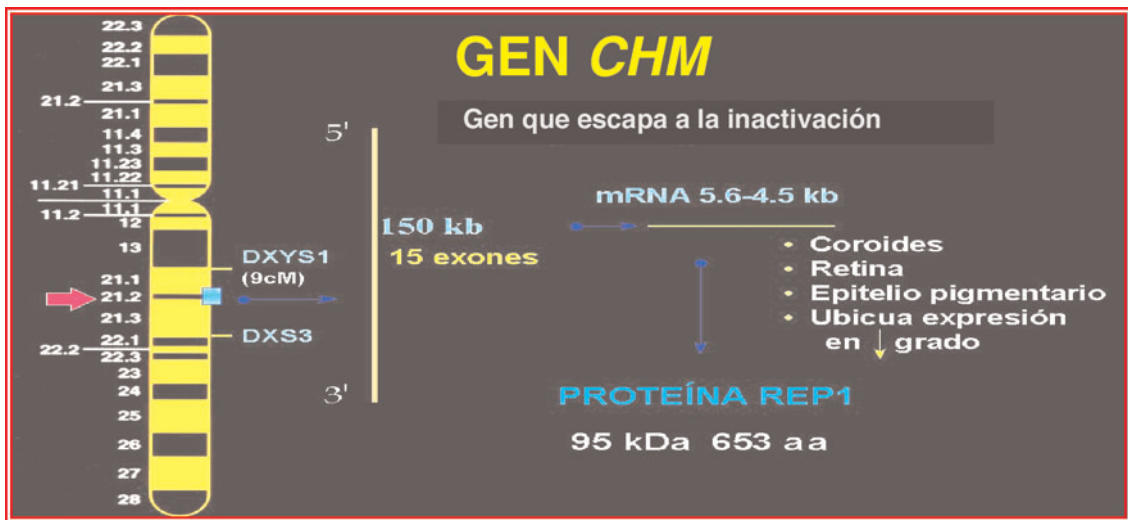 GEN CHM
Gen que escapa a la inactivación
22.3
22.2
22.1
21.3
21.2
21.1
11.4
11.3
11.23
11.22
11.21
11.1
11.1
11.2
12
13
21.1
21.2
21.3
22.1
22.2
22.3
23
24
25
26
27
28
DXYS1
(9cM)
DXS3
5'
150 kb
15 exones
3'
mRNA 5.6-4.5 kb
• Coroides
• Retina
• Epitelio pigmentario
• Ubicua expresión
en ↓ grado
PROTEÍNA REP1
95 kDa 653 aa